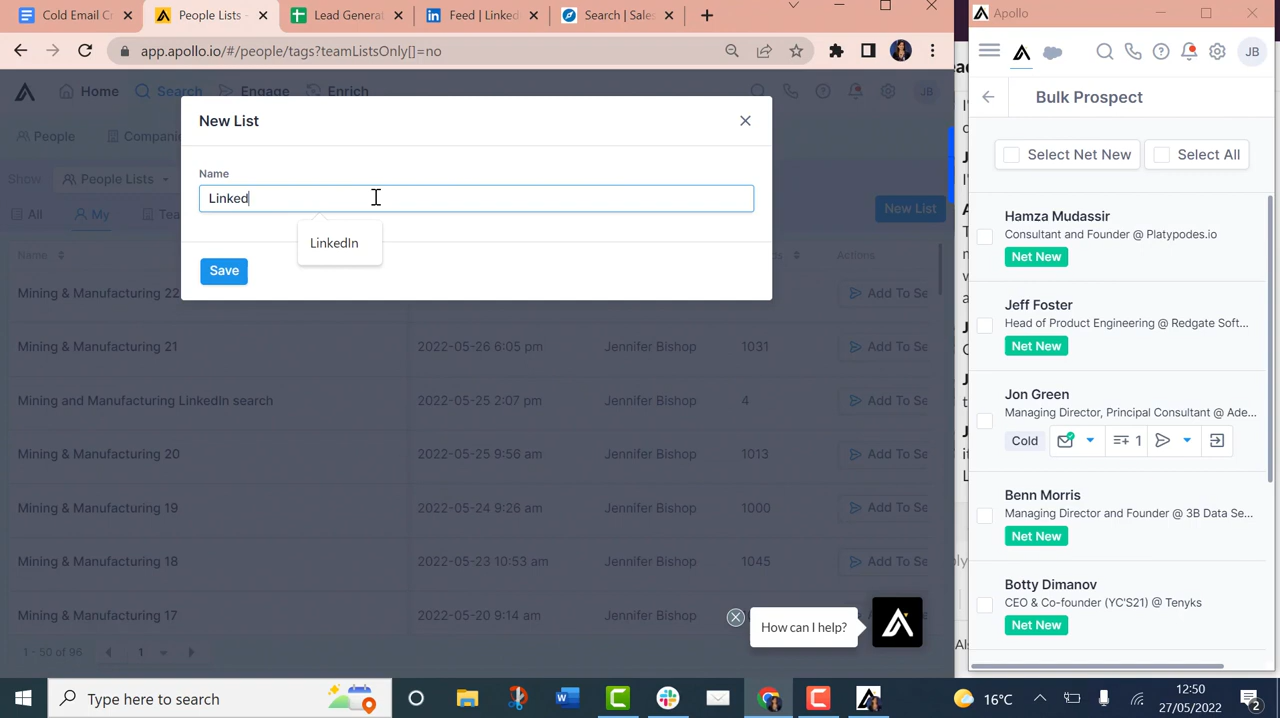 Cold Email C
People Lists -
Lead Genera
Feed | Linked
Search | Sales
app.apollo.io/#/people/tags?teamListsOnly[]=no
Home
Search
Engage
Enrich
JB
People
Companie
Show:
People Lists
All
My
Tea
New List
Name
Actions
New List
Name
Linked
LinkedIn
Save
Mining & Manufacturing 22
Add To Se
Mining & Manufacturing 21 2022-05-26 6:05 pm Jennifer Bishop 1031 Add To Se
Mining and Manufacturing LinkedIn search 2022-05-25 2:07 pm Jennifer Bishop 4 Add To Se
Mining & Manufacturing 20 2022-05-25 9:56 am Jennifer Bishop 1013 Add To Se
Mining & Manufacturing 19 2022-05-24 9:26 am Jennifer Bishop 1000 Add To Se
Mining & Manufacturing 18 2022-05-23 10:53 am Jennifer Bishop 1045 Add To Se
Mining & Manufacturing 17 2022-05-20 9:14 am Jennifer Bishop
1 - 50 of 96
1
How can I help?
Apollo
JB
Bulk Prospect
Select Net New
Select All
Hamza Mudassir
Consultant and Founder @ Platypodes.io
Net New
Jeff Foster
Head of Product Engineering @ Redgate Soft...
Net New
Jon Green
Managing Director, Principal Consultant @ Ade...
Cold
1
Benn Morris
Managing Director and Founder @ 3B Data Se...
Net New
Botty Dimanov
CEO & Co-founder (YC'S21) @ Tenyks
Net New
Type here to search
16°C
12:50
27/05/2022
2